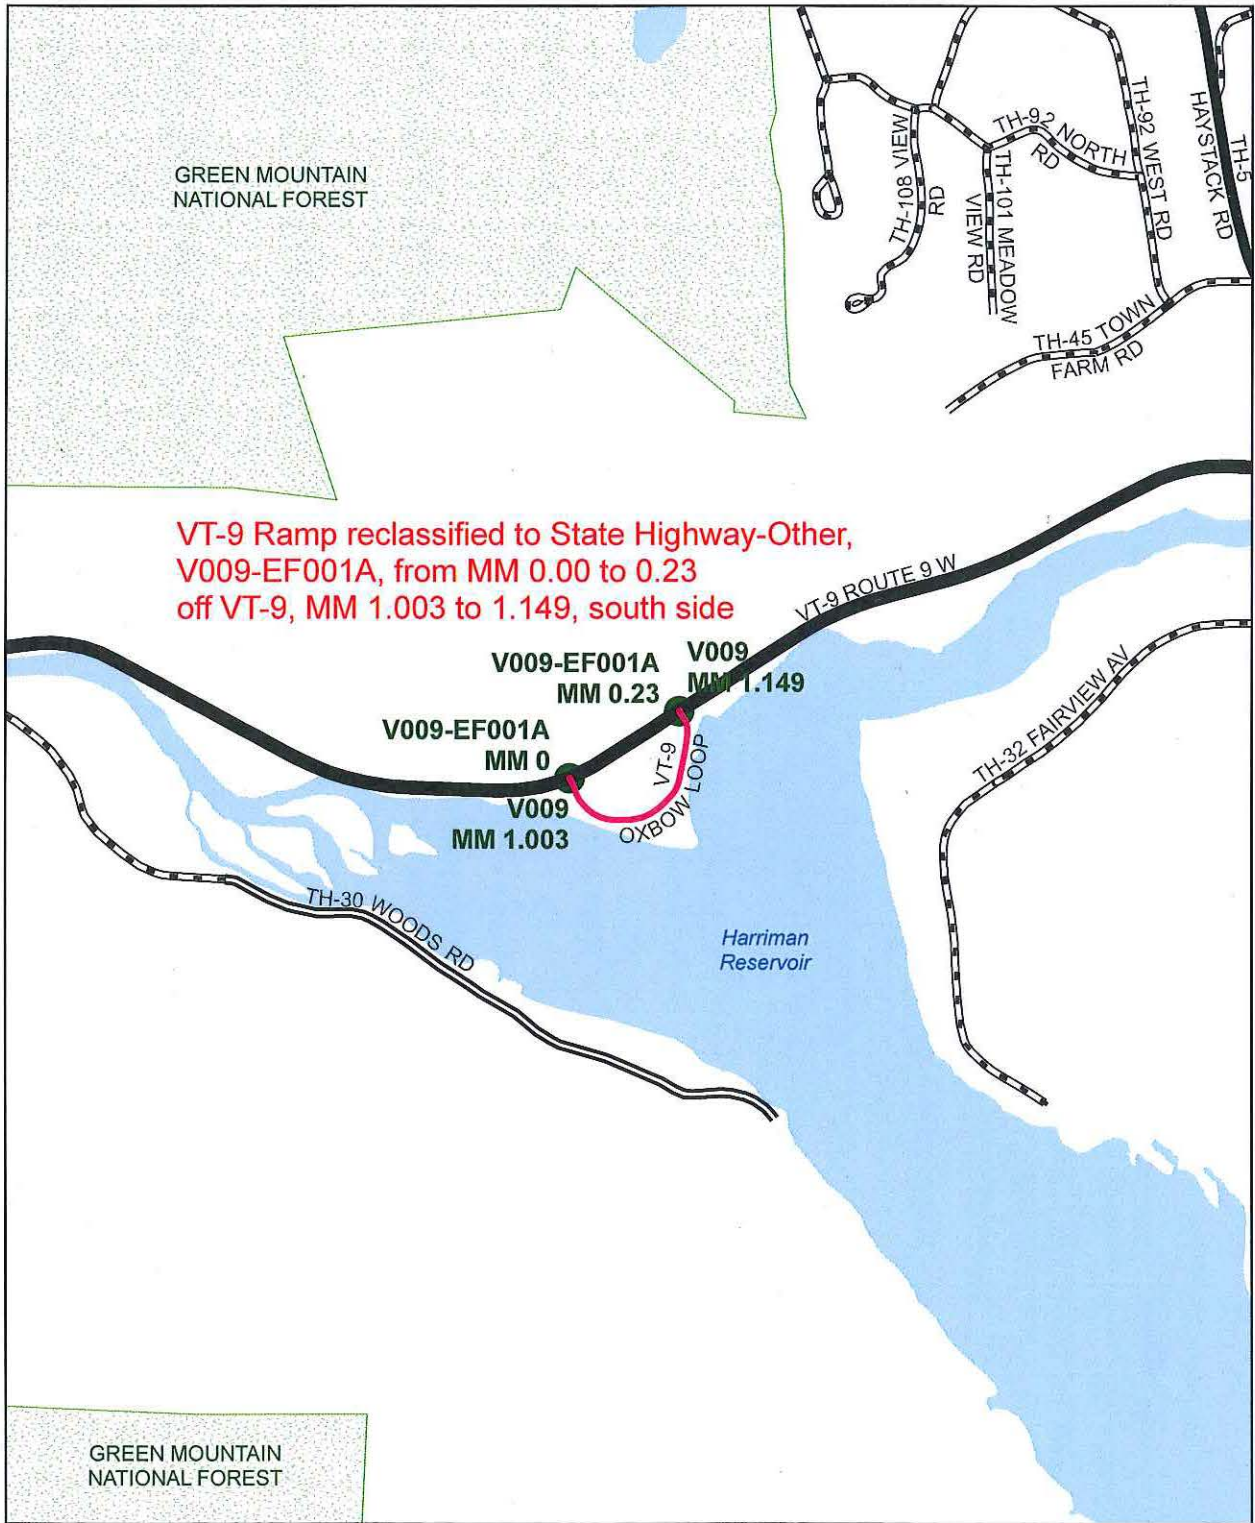 GREEN MOUNTAIN
NATIONAL FOREST
TH-108 VIEW
RD
TH-92 NORTH
RD
TH-101 MEADOW
VIEW RD
TH-92 WEST RD
HAYSTACK RD
TH-5
TH-45 TOWN
FARM RD
VT-9 Ramp reclassified to State Highway-Other,
V009-EF001A, from MM 0.00 to 0.23
off VT-9, MM 1.003 to 1.149, south side
VT-9 ROUTE 9 W
V009-EF001A
MM 0.23
V009
MM 1.149
V009-EF001A
MM 0
V009
MM 1.003
VT-9
OXBOW LOOP
TH-32 FAIRVIEW AV
TH-30 WOODS RD
Harriman
Reservoir
GREEN MOUNTAIN
NATIONAL FOREST